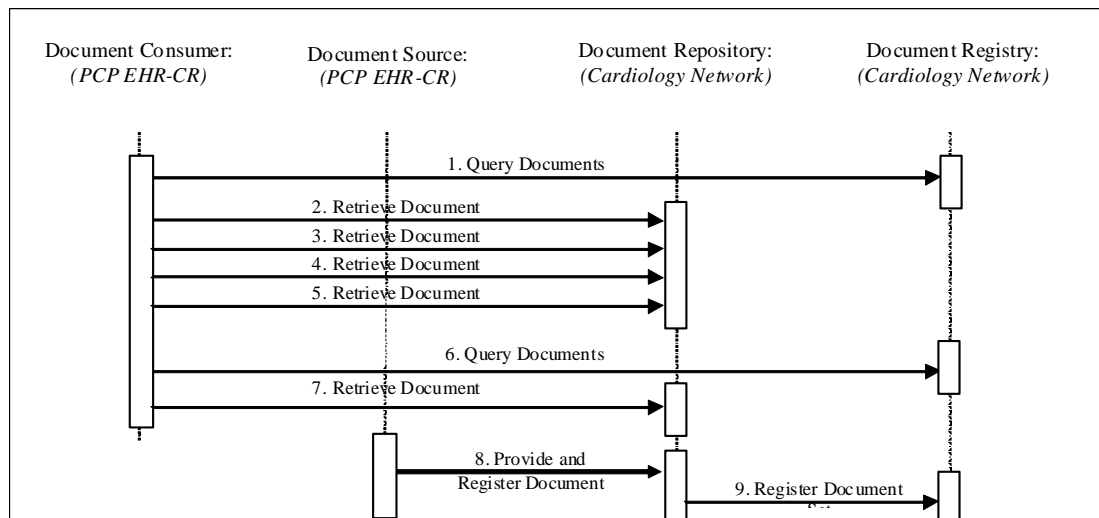 Document Consumer:
(PCP EHR-CR)
Document Source:
(PCP EHR-CR)
Document Repository:
(Cardiology Network)
Document Registry:
(Cardiology Network)
1. Query Documents
2. Retrieve Document
3. Retrieve Document
4. Retrieve Document
5. Retrieve Document
6. Query Documents
7. Retrieve Document
8. Provide and
Register Document
9. Register Document